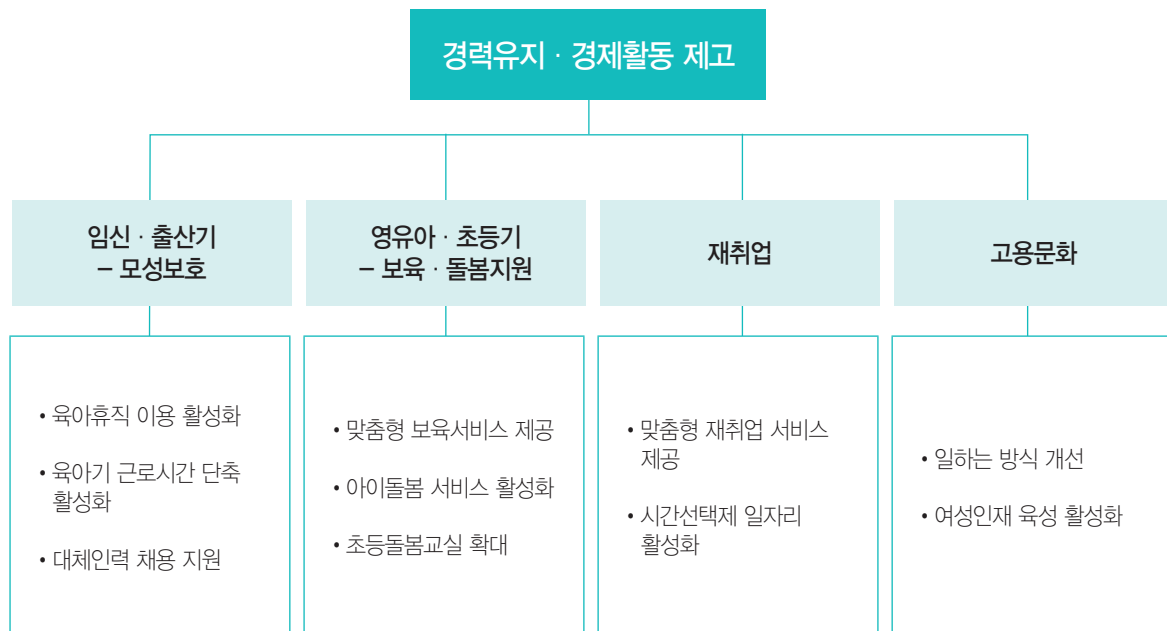 경력유지 · 경제활동 제고
임신 · 출산기
– 모성보호
영유아 · 초등기
– 보육 · 돌봄지원
재취업
고용문화
• 육아휴직 이용 활성화
• 육아기 근로시간 단축
활성화
• 대체인력 채용 지원
• 맞춤형 보육서비스 제공
• 아이돌봄 서비스 활성화
• 초등돌봄교실 확대
• 맞춤형 재취업 서비스
제공
• 시간선택제 일자리
활성화
• 일하는 방식 개선
• 여성인재 육성 활성화